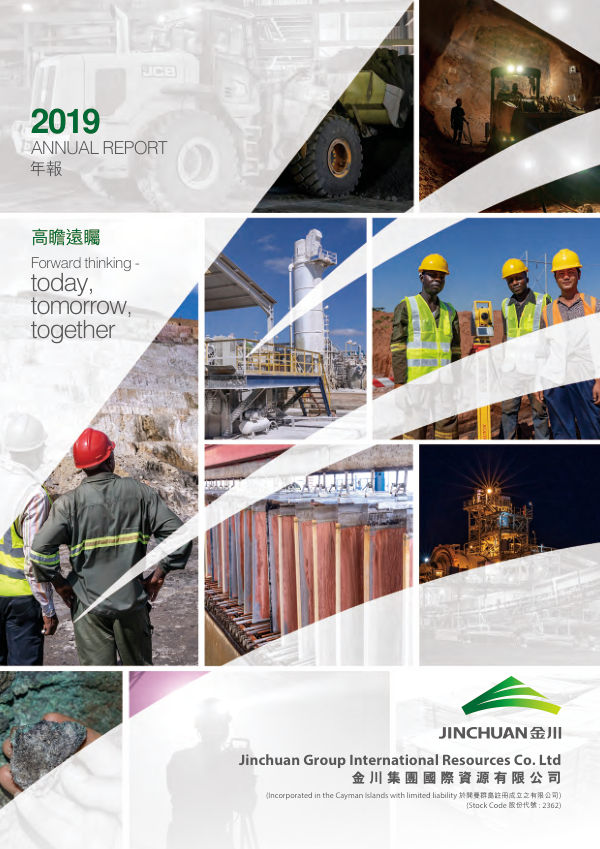 JCB
2019
ANNUAL REPORT
年報
高瞻遠矚
Forward thinking -
today,
tomorrow,
together
JINCHUAN金川
Jinchuan Group International Resources Co. Ltd
金川集團國際資源有限公司
(Incorporated in the Cayman Islands with limited liability 於開曼群島註冊成立之有限公司)
(Stock Code 股份代號 : 2362)